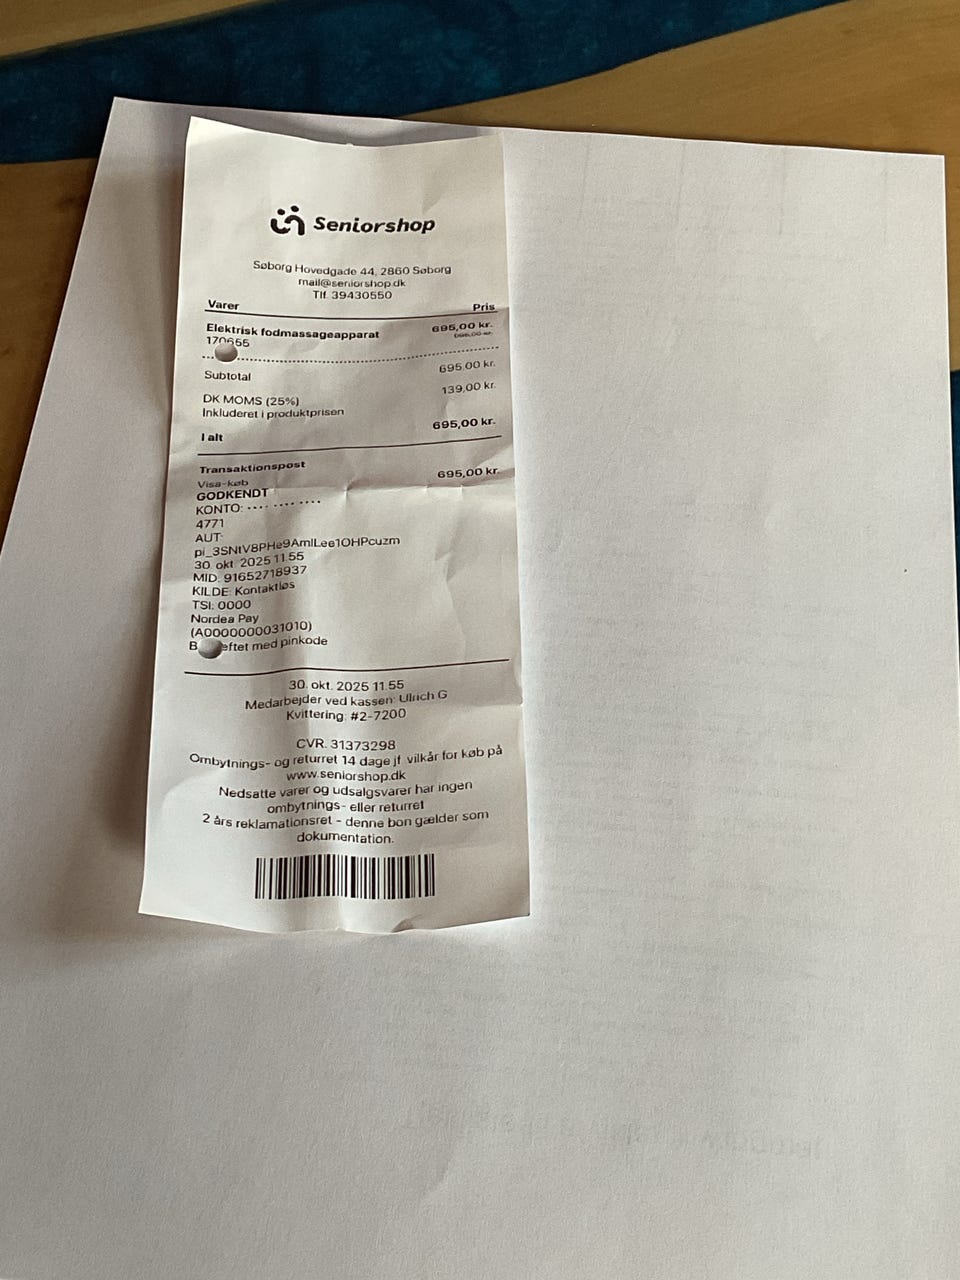 Seniorshop
Søborg Hovedgade 44, 2860 Søborg
mail@seniorshop.dk
Tlf. 39430550
Varer Pris
Elektrisk fodmassageapparat 695,00 kr.
170655 695,00 kr.
Subtotal 695,00 kr.
DK MOMS (25%) 139,00 kr.
Inkluderet i produktprisen
I alt 695,00 kr.
Transaktionspost
Visa-køb 695,00 kr.
GODKENDT
KONTO: •••• •••• ••••
4771
AUT:
pi_3SNtV8PHe9AmlLee1OHPcuzm
30. okt. 2025 11.55
MID: 91652718937
KILDE: Kontaktløs
TSI: 0000
Nordea Pay
(A0000000031010)
med pinkode
30. okt. 2025 11.55
Medarbejder ved kassen: Ulrich G
Kvittering: #2-7200
CVR. 31373298
Ombytnings- og returret 14 dage jf. vilkår for køb på
www.seniorshop.dk
Nedsatte varer og udsalgsvarer har ingen
ombytnings- eller returret
2 års reklamationsret - denne bon gælder som
dokumentation.